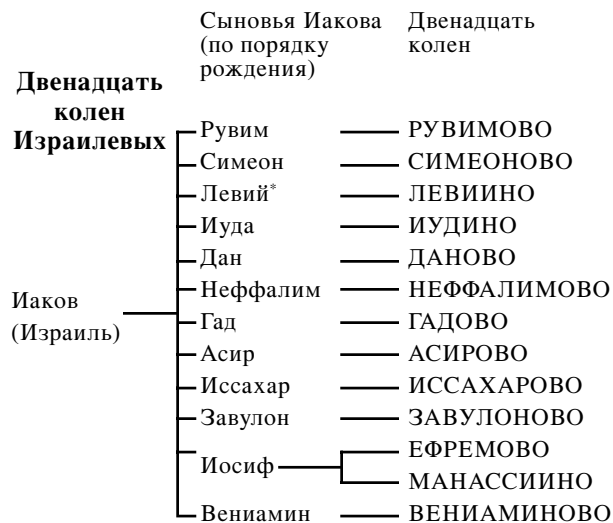 Сыновья Иакова
(по порядку
рождения)
Двенадцать
колен
Двенадцать
колен
Израилевых
Иаков
(Израиль)
Рувим РУВИМОВО
Симеон СИМЕОНОВО
Левий* ЛЕВИИНО
Иуда ИУДИНО
Дан ДАНОВО
Неффалим НЕФФАЛИМОВО
Гад ГАДОВО
Асир АСИРОВО
Иссахар ИССАХАРОВО
Завулон ЗАВУЛОНОВО
Иосиф ЕФРЕМОВО
МАНАССИИНО
Вениамин ВЕНИАМИНОВО